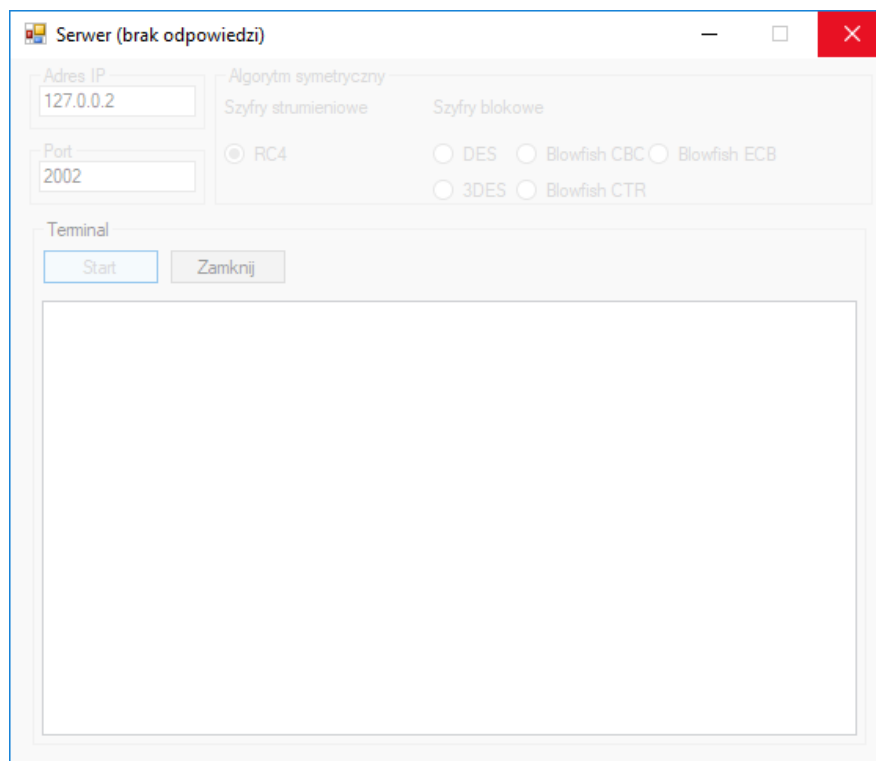 Serwer (brak odpowiedzi)
Adres IP
127.0.0.2
Port
2002
Algorytm symetryczny
Szyfry strumieniowe
Szyfry blokowe
RC4
DES
Blowfish CBC
Blowfish ECB
3DES
Blowfish CTR
Terminal
Start
Zamknij